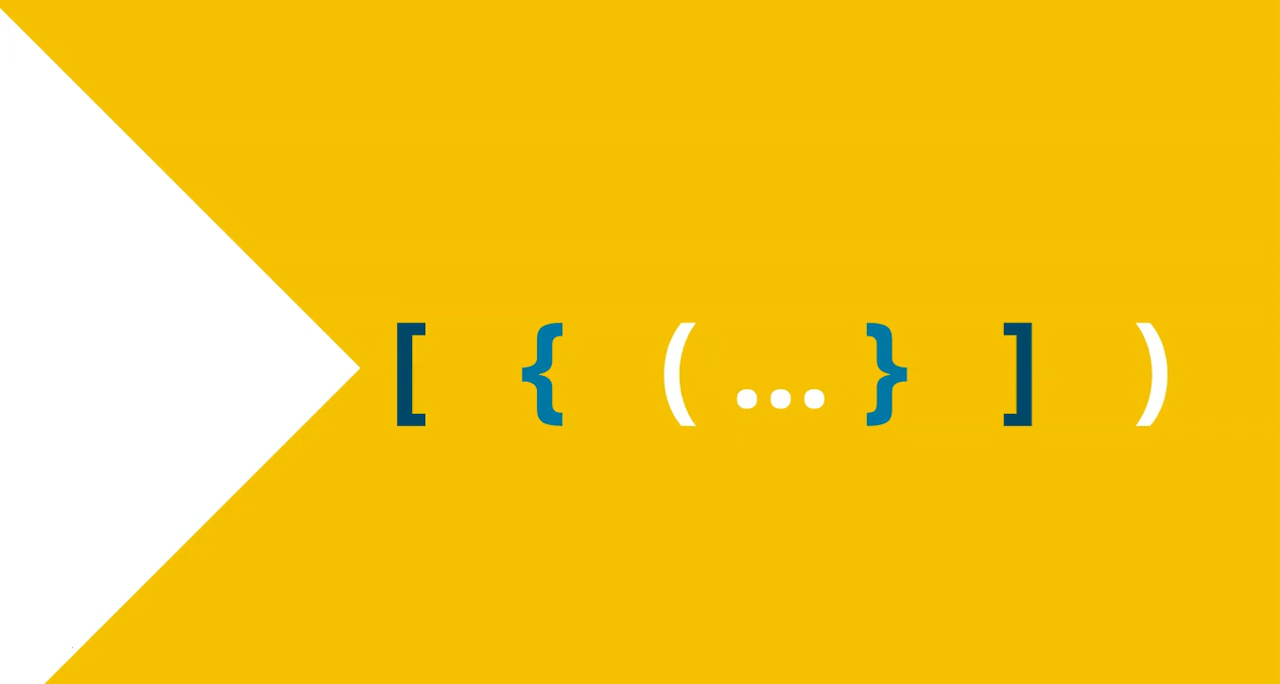 [ { ( ... } ] )